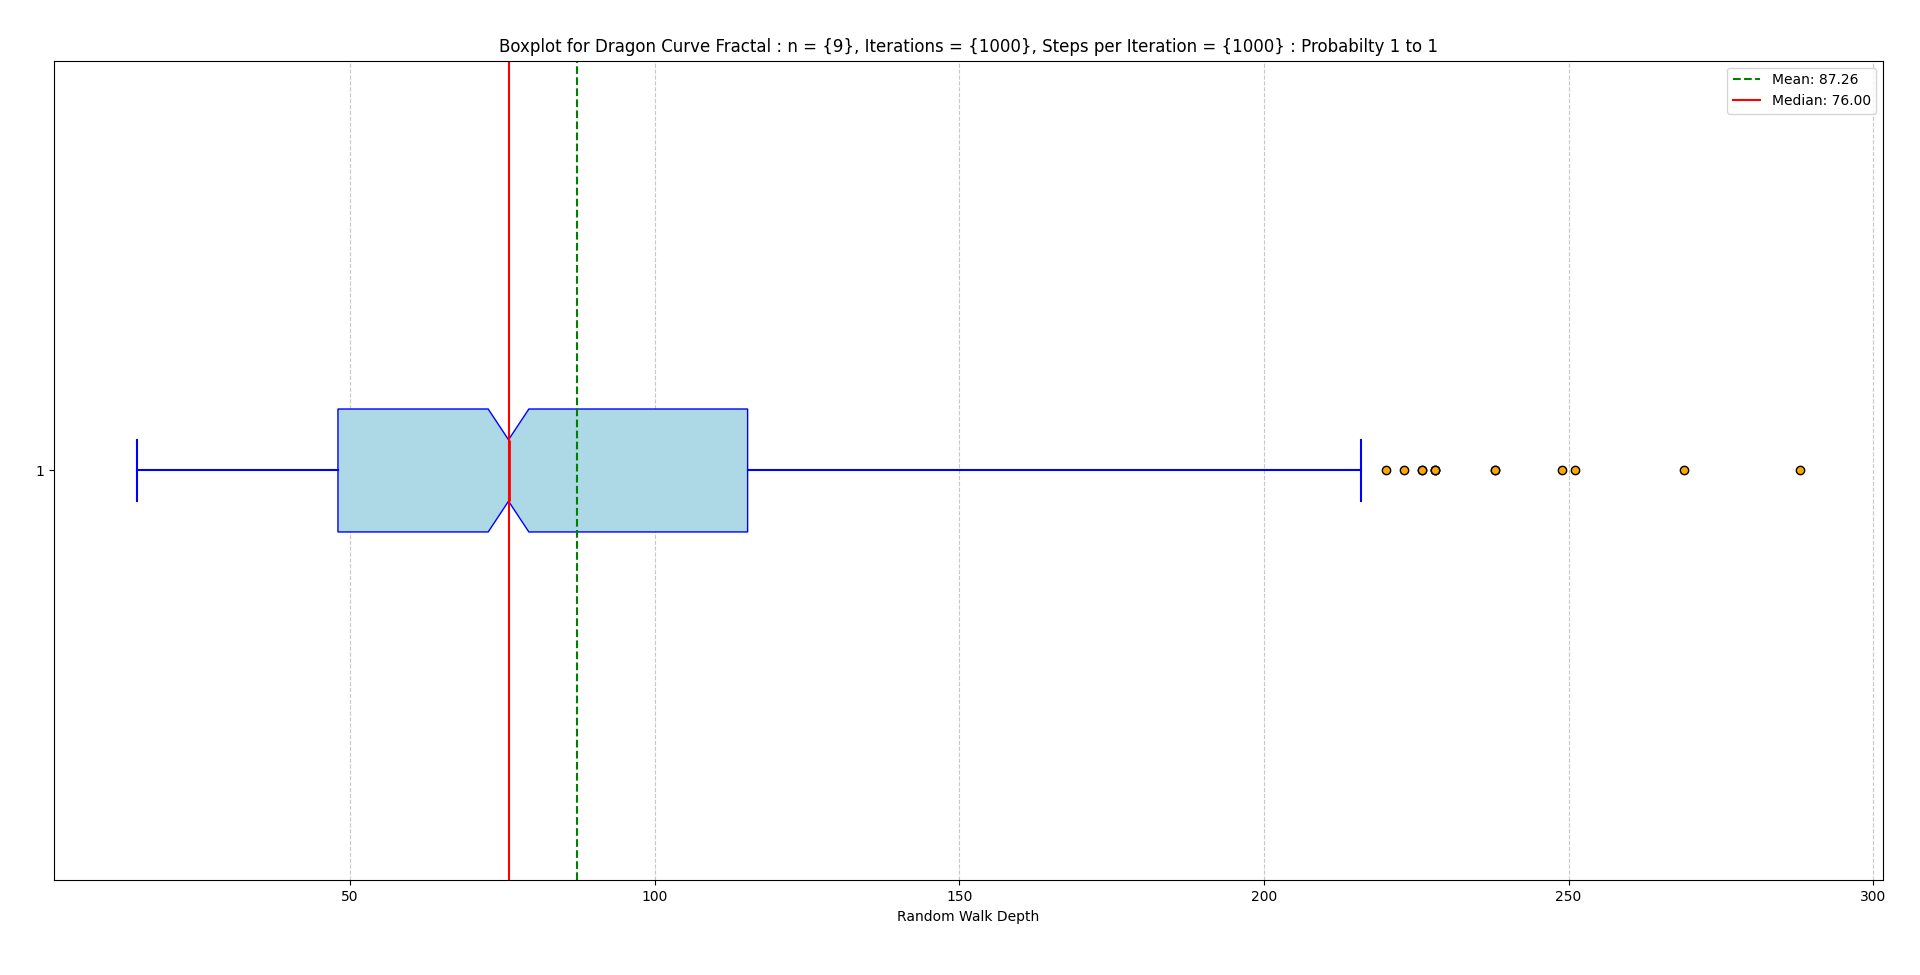 Boxplot for Dragon Curve Fractal : n = {9}, Iterations = {1000}, Steps per Iteration = {1000} : Probabilty 1 to 1
Mean: 87.26
Median: 76.00
1
50 100 150 200 250 300
Random Walk Depth